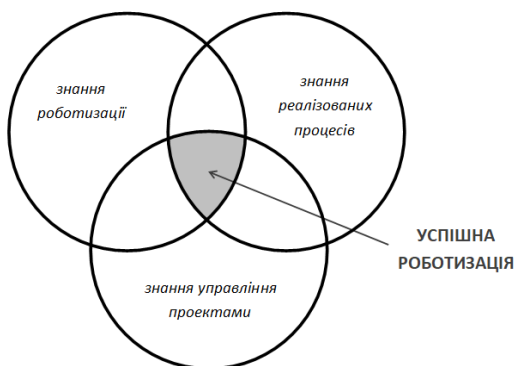 знання
роботизації
знання
реалізованих
процесів
УСПІШНА
РОБОТИЗАЦІЯ
знання управління
проектами